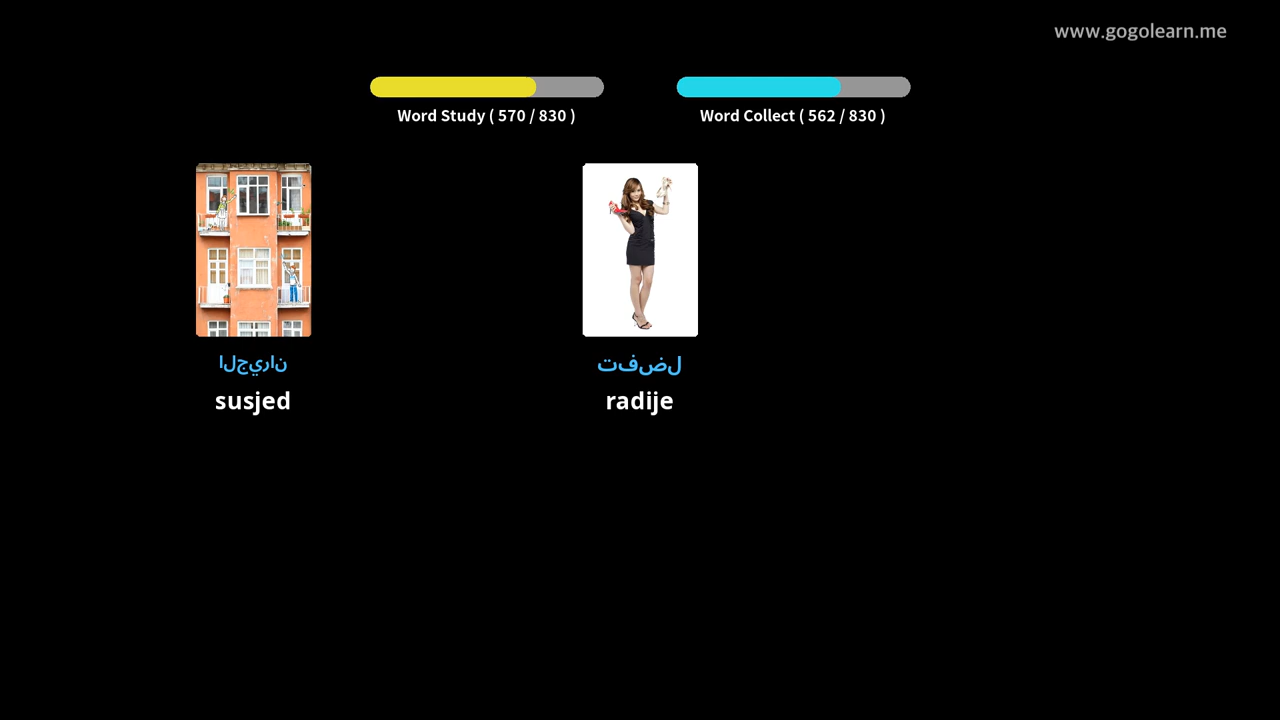 www.gogolearn.me
Word Study ( 570 / 830 )
Word Collect ( 562 / 830 )
الجيران
susjed
تفضل
radije